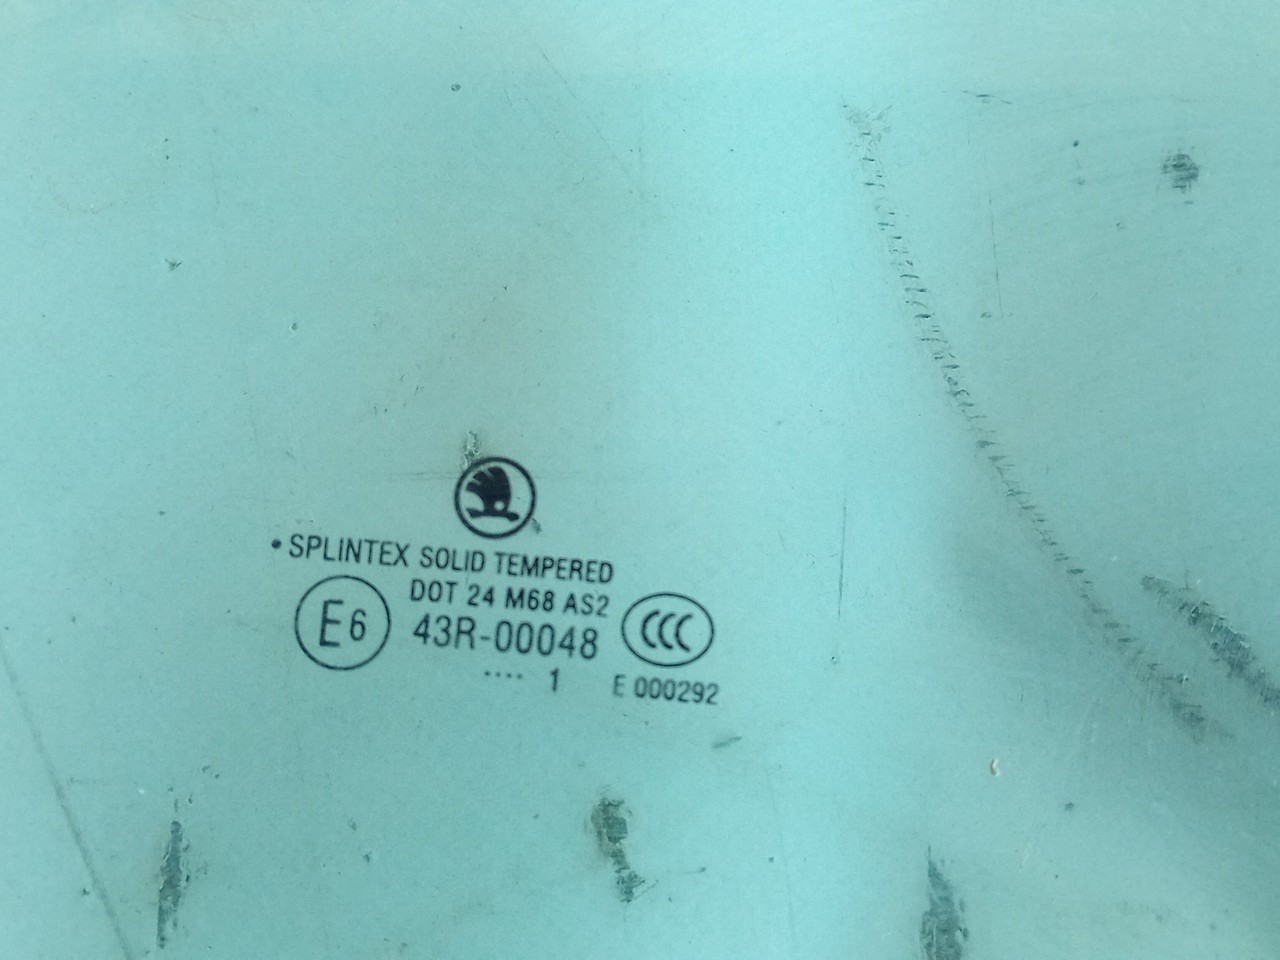 • SPLINTEX SOLID TEMPERED
DOT 24 M68 AS2
E6 43R-00048 CCC
.... 1 E 000292